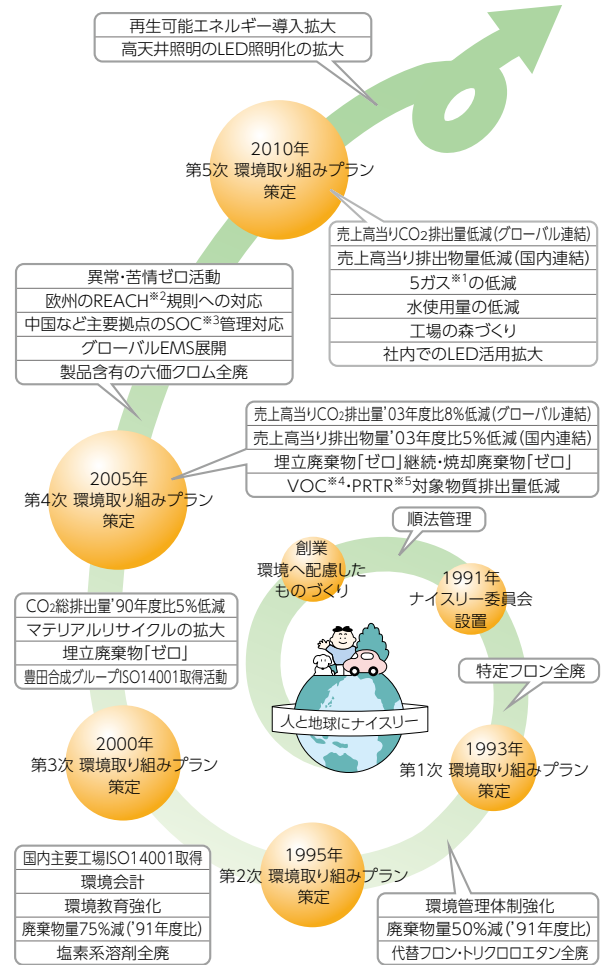 再生可能エネルギー導入拡大
高天井照明のLED照明化の拡大
2010年
第5次 環境取り組みプラン
策定
売上高当りCO₂排出量低減(グローバル連結)
売上高当り排出物量低減(国内連結)
5ガス※1の低減
水使用量の低減
工場の森づくり
社内でのLED活用拡大
異常・苦情ゼロ活動
欧州のREACH※2規則への対応
中国など主要拠点のSOC※3管理対応
グローバルEMS展開
製品含有の六価クロム全廃
売上高当りCO₂排出量'03年度比8%低減(グローバル連結)
売上高当り排出物量'03年度比5%低減(国内連結)
埋立廃棄物「ゼロ」継続・焼却廃棄物「ゼロ」
VOC※4・PRTR※5対象物質排出量低減
2005年
第4次 環境取り組みプラン
策定
順法管理
創業
環境へ配慮した
ものづくり
1991年
ナイスリー委員会
設置
CO₂総排出量'90年度比5%低減
マテリアルリサイクルの拡大
埋立廃棄物「ゼロ」
豊田合成グループISO14001取得活動
特定フロン全廃
人と地球にナイスリー
2000年
第3次 環境取り組みプラン
策定
1993年
第1次 環境取り組みプラン
策定
国内主要工場ISO14001取得
環境会計
環境教育強化
廃棄物量75%減('91年度比)
塩素系溶剤全廃
1995年
第2次 環境取り組みプラン
策定
環境管理体制強化
廃棄物量50%減('91年度比)
代替フロン・トリクロロエタン全廃